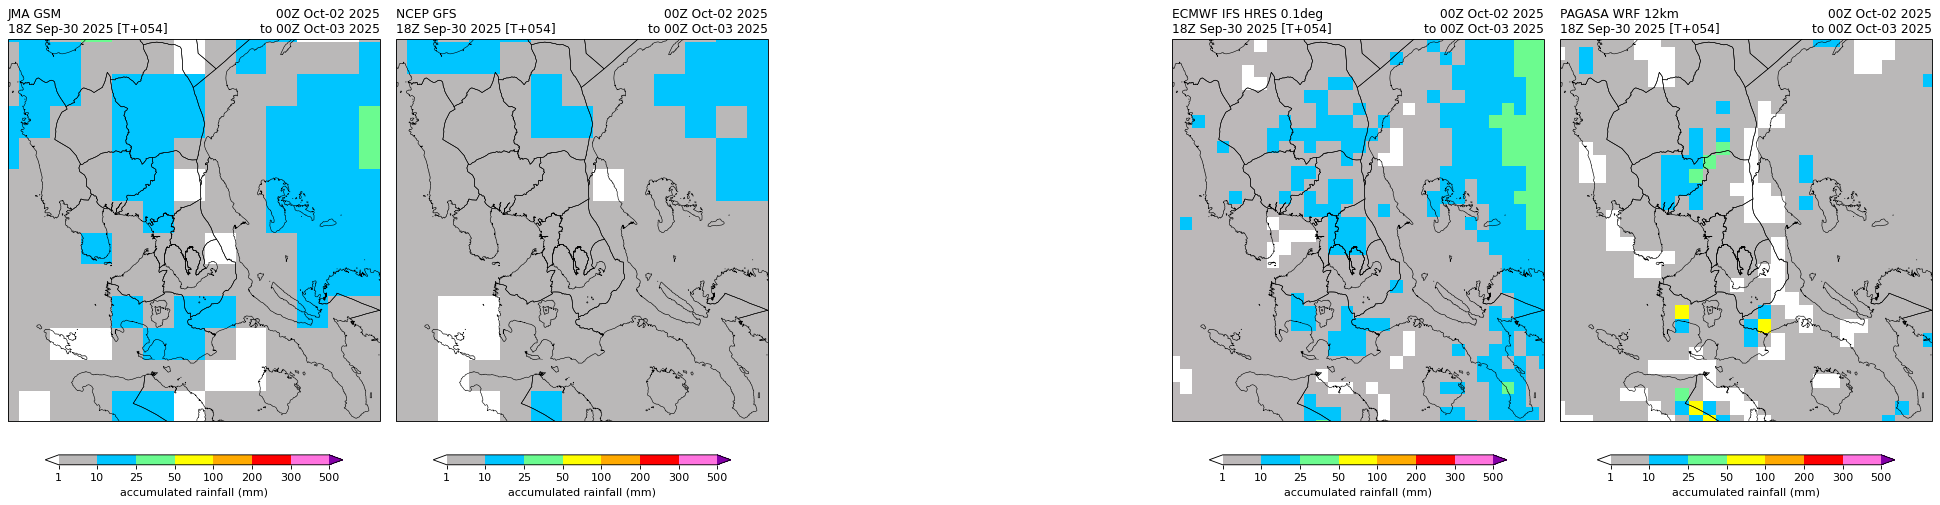 JMA GSM 00Z Oct-02 2025
18Z Sep-30 2025 [T+054] to 00Z Oct-03 2025
1 10 25 50 100 200 300 500
accumulated rainfall (mm)
NCEP GFS 00Z Oct-02 2025
18Z Sep-30 2025 [T+054] to 00Z Oct-03 2025
1 10 25 50 100 200 300 500
accumulated rainfall (mm)
ECMWF IFS HRES 0.1deg 00Z Oct-02 2025
18Z Sep-30 2025 [T+054] to 00Z Oct-03 2025
1 10 25 50 100 200 300 500
accumulated rainfall (mm)
PAGASA WRF 12km 00Z Oct-02 2025
18Z Sep-30 2025 [T+054] to 00Z Oct-03 2025
1 10 25 50 100 200 300 500
accumulated rainfall (mm)